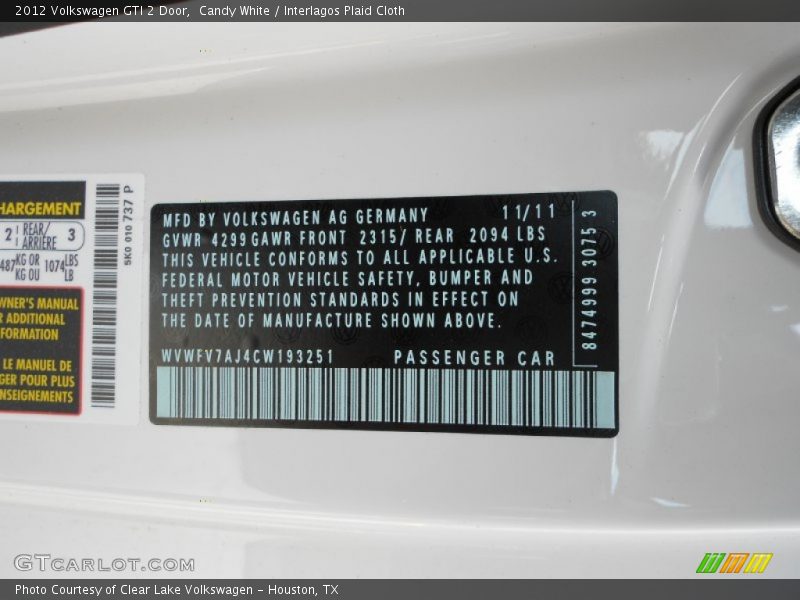 2012 Volkswagen GTI 2 Door, Candy White / Interlagos Plaid Cloth
HARGEMENT
2 REAR/ ARRIÈRE 3
487 KG OR KG OU 1074 LBS LB
WNER'S MANUAL
R ADDITIONAL
FORMATION
LE MANUEL DE
GER POUR PLUS
NSEIGNEMENTS
5K0 010 737 P
MFD BY VOLKSWAGEN AG GERMANY 11/11
GVWR 4299 GAWR FRONT 2315/ REAR 2094 LBS
THIS VEHICLE CONFORMS TO ALL APPLICABLE U.S.
FEDERAL MOTOR VEHICLE SAFETY, BUMPER AND
THEFT PREVENTION STANDARDS IN EFFECT ON
THE DATE OF MANUFACTURE SHOWN ABOVE.
WVWFV7AJ4CW193251 PASSENGER CAR
8474999 3075 3
GTCARLOT.COM
Photo Courtesy of Clear Lake Volkswagen – Houston, TX